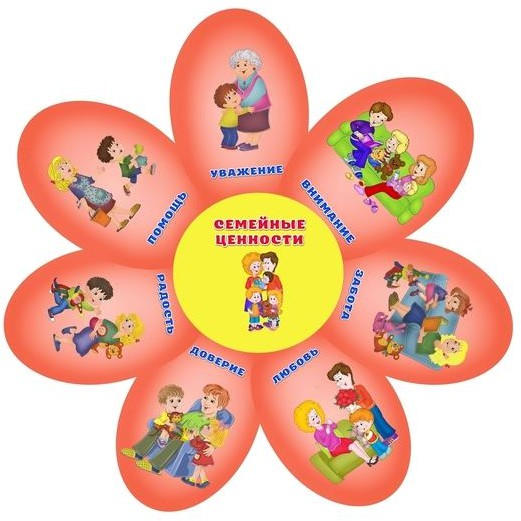 СЕМЕЙНЫЕ
ЦЕННОСТИ
УВАЖЕНИЕ
ВНИМАНИЕ
ЗАБОТА
ЛЮБОВЬ
ДОВЕРИЕ
РАДОСТЬ
ПОМОЩЬ